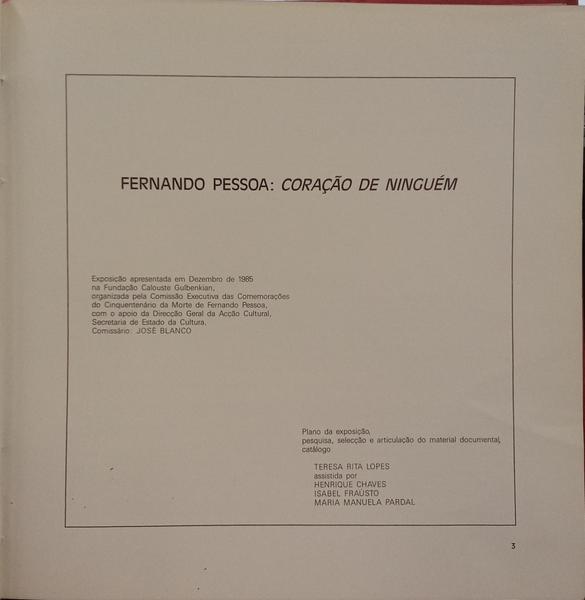 FERNANDO PESSOA: CORAÇÃO DE NINGUÉM
Exposição apresentada em Dezembro de 1985
na Fundação Calouste Gulbenkian,
organizada pela Comissão Executiva das Comemorações
do Cinquentenário da Morte de Fernando Pessoa,
com o apoio da Direcção Geral da Acção Cultural,
Secretaria de Estado da Cultura.
Comissário: JOSÉ BLANCO
Plano da exposição,
pesquisa, selecção e articulação do material documental,
catálogo
TERESA RITA LOPES
assistida por
HENRIQUE CHAVES
ISABEL FRAÚSTO
MARIA MANUELA PARDAL
3